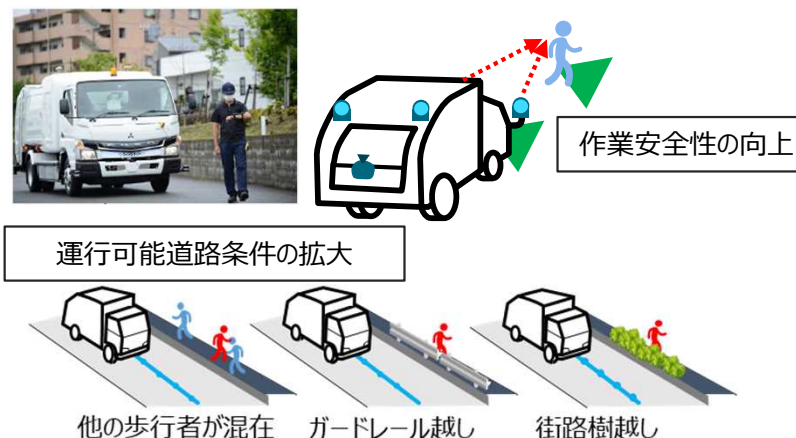 作業安全性の向上
運行可能道路条件の拡大
他の歩行者が混在
ガードレール越し
街路樹越し